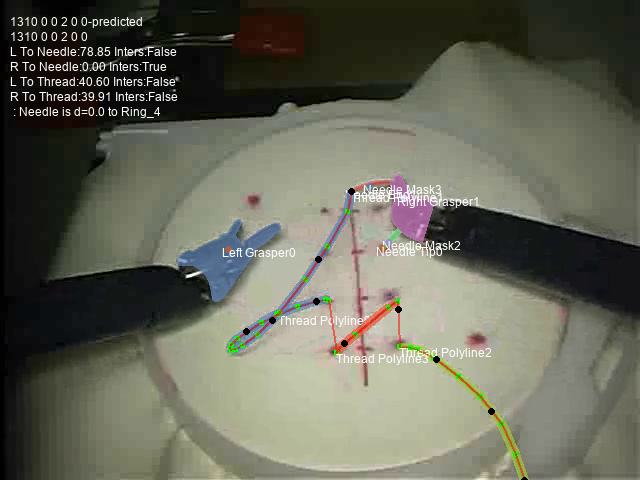 1310 0 0 2 0 0-predicted
1310 0 0 2 0 0
L To Needle:78.85 Inters:False
R To Needle:0.00 Inters:True
L To Thread:40.60 Inters:False
R To Thread:39.91 Inters:False
: Needle is d=0.0 to Ring_4
Needle Mask3
Thread Polyline
Right Grasper1
Needle Mask2
Needle Tip0
Left Grasper0
Thread Polyline
Thread Polyline2
Thread Polyline3